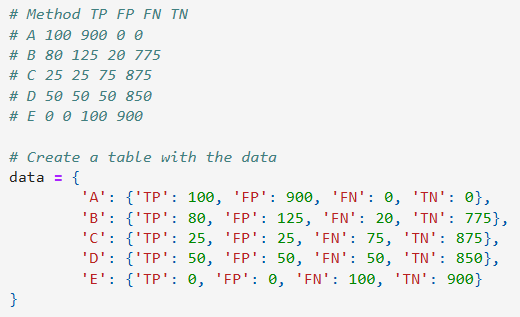 # Method TP FP FN TN
# A 100 900 0 0
# B 80 125 20 775
# C 25 25 75 875
# D 50 50 50 850
# E 0 0 100 900
# Create a table with the data
data = {
'A': {'TP': 100, 'FP': 900, 'FN': 0, 'TN': 0},
'B': {'TP': 80, 'FP': 125, 'FN': 20, 'TN': 775},
'C': {'TP': 25, 'FP': 25, 'FN': 75, 'TN': 875},
'D': {'TP': 50, 'FP': 50, 'FN': 50, 'TN': 850},
'E': {'TP': 0, 'FP': 0, 'FN': 100, 'TN': 900}
}